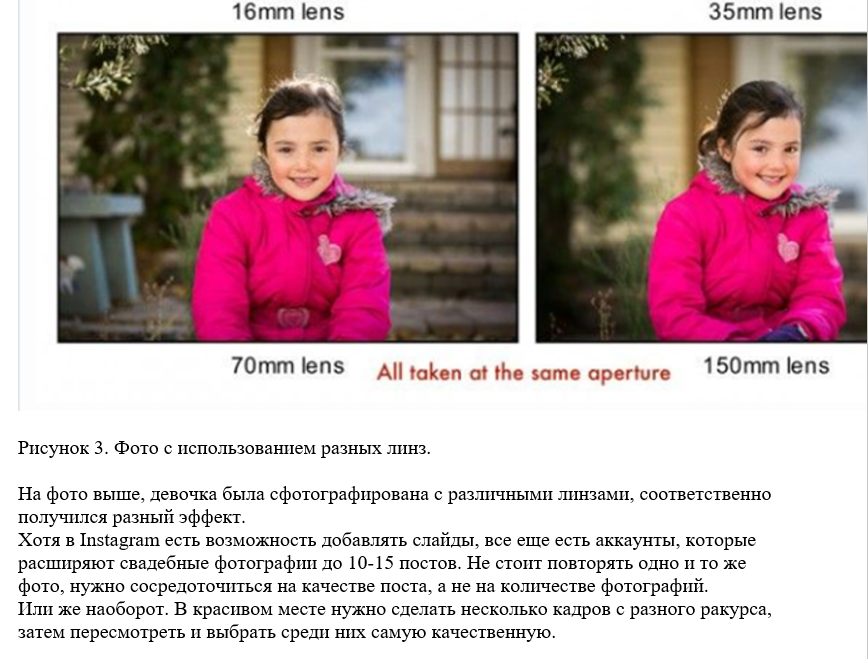 16mm lens 35mm lens
70mm lens All taken at the same aperture 150mm lens
Рисунок 3. Фото с использованием разных линз.
На фото выше, девочка была сфотографирована с различными линзами, соответственно
получился разный эффект.
Хотя в Instagram есть возможность добавлять слайды, все еще есть аккаунты, которые
расширяют свадебные фотографии до 10-15 постов. Не стоит повторять одно и то же
фото, нужно сосредоточиться на качестве поста, а не на количестве фотографий.
Или же наоборот. В красивом месте нужно сделать несколько кадров с разного ракурса,
затем пересмотреть и выбрать среди них самую качественную.